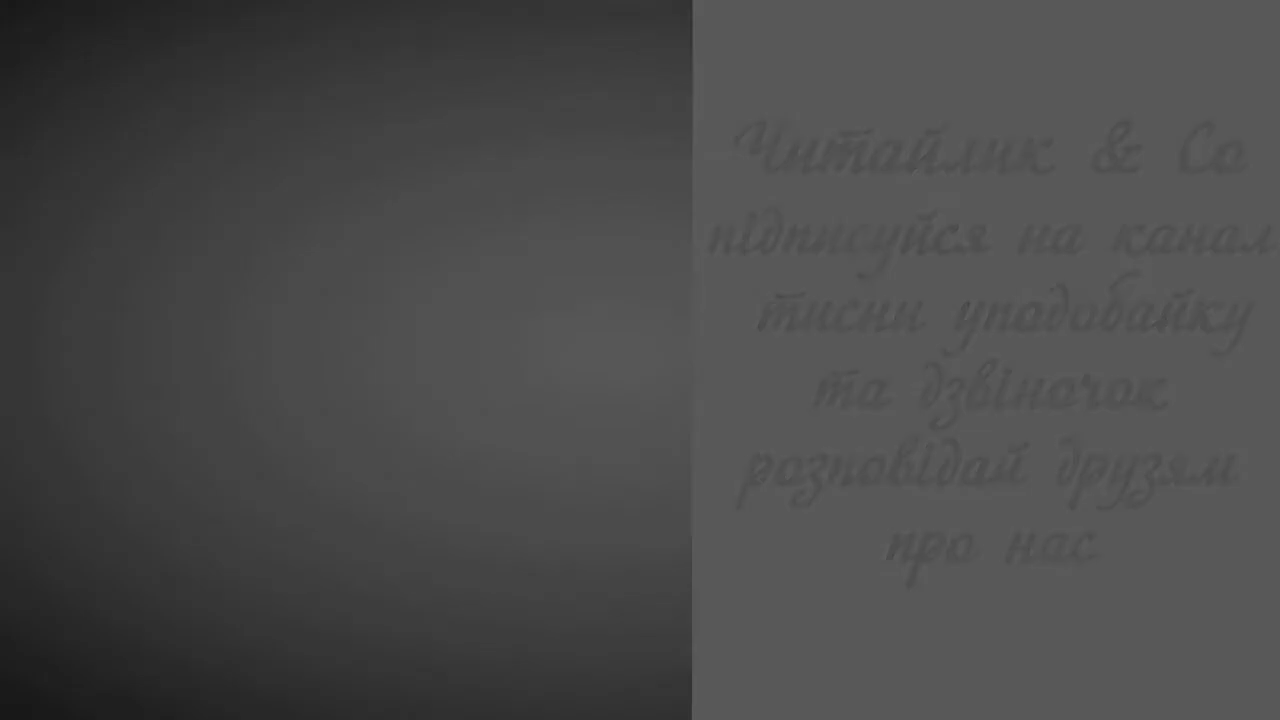 Читайлик & Co
підписуйся на канал
тисни уподобайку
та дзвіночок
розповідай друзям
про нас